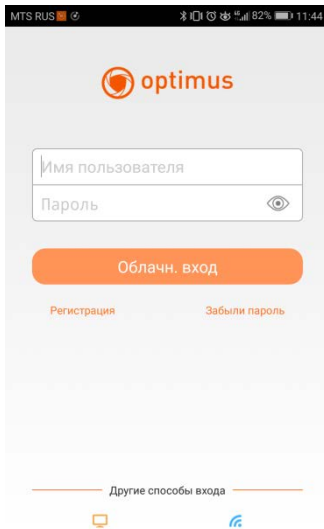 MTS RUS 82% 11:44
optimus
Имя пользователя
Пароль
Облачн. вход
Регистрация Забыли пароль
Другие способы входа